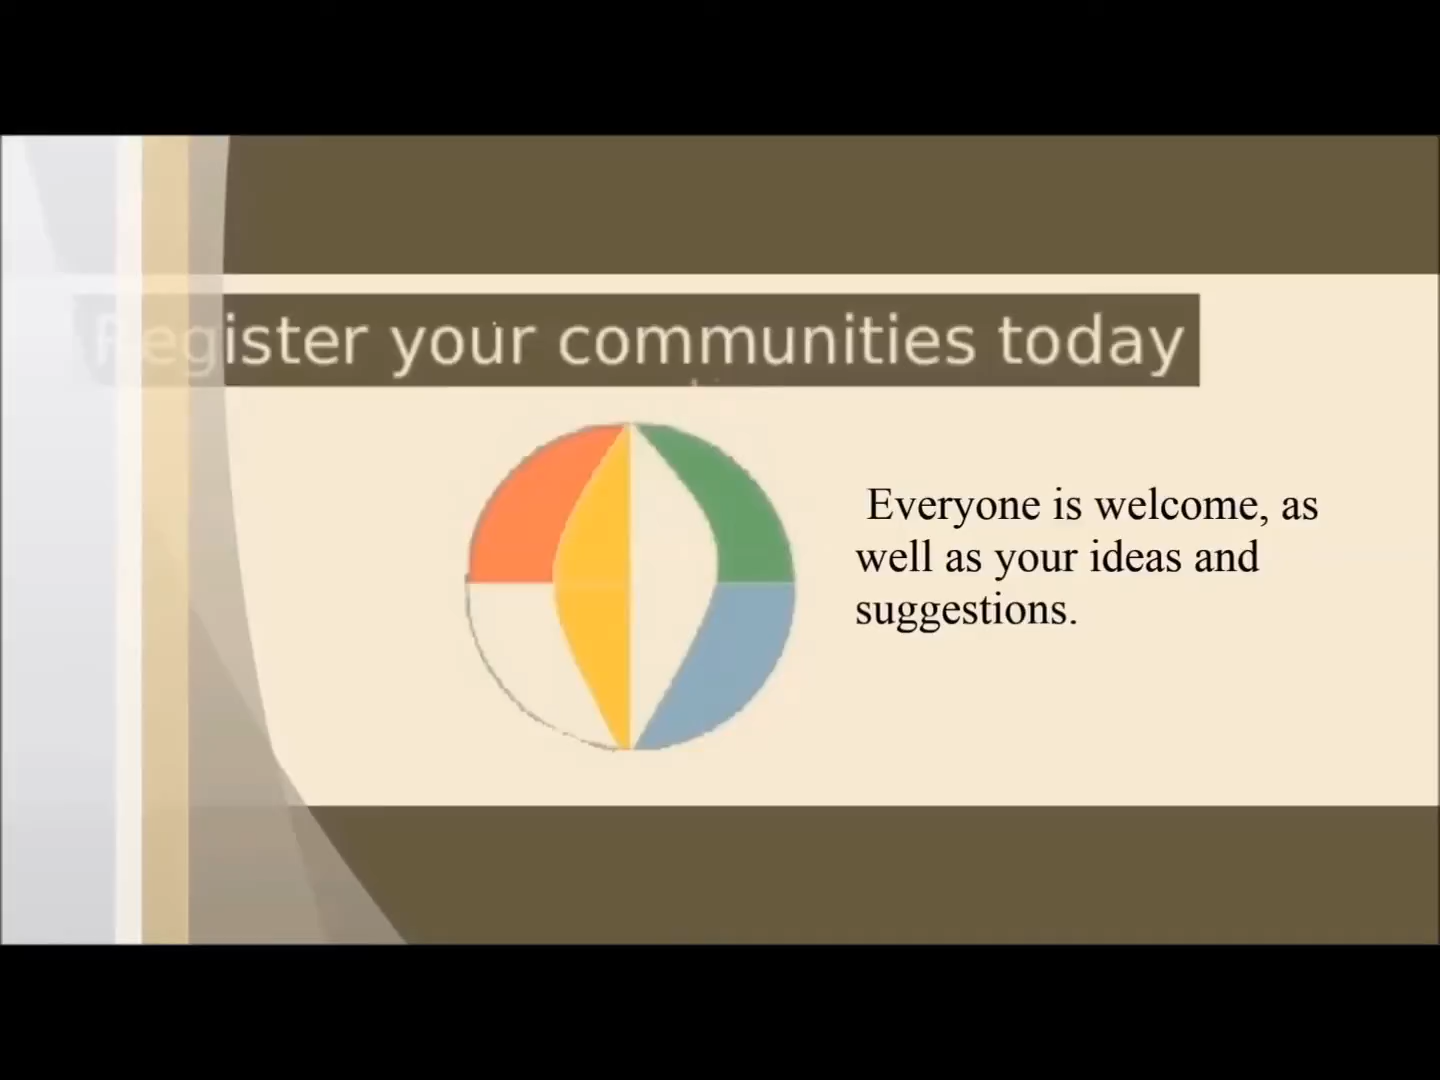 Register your communities today
Everyone is welcome, as
well as your ideas and
suggestions.